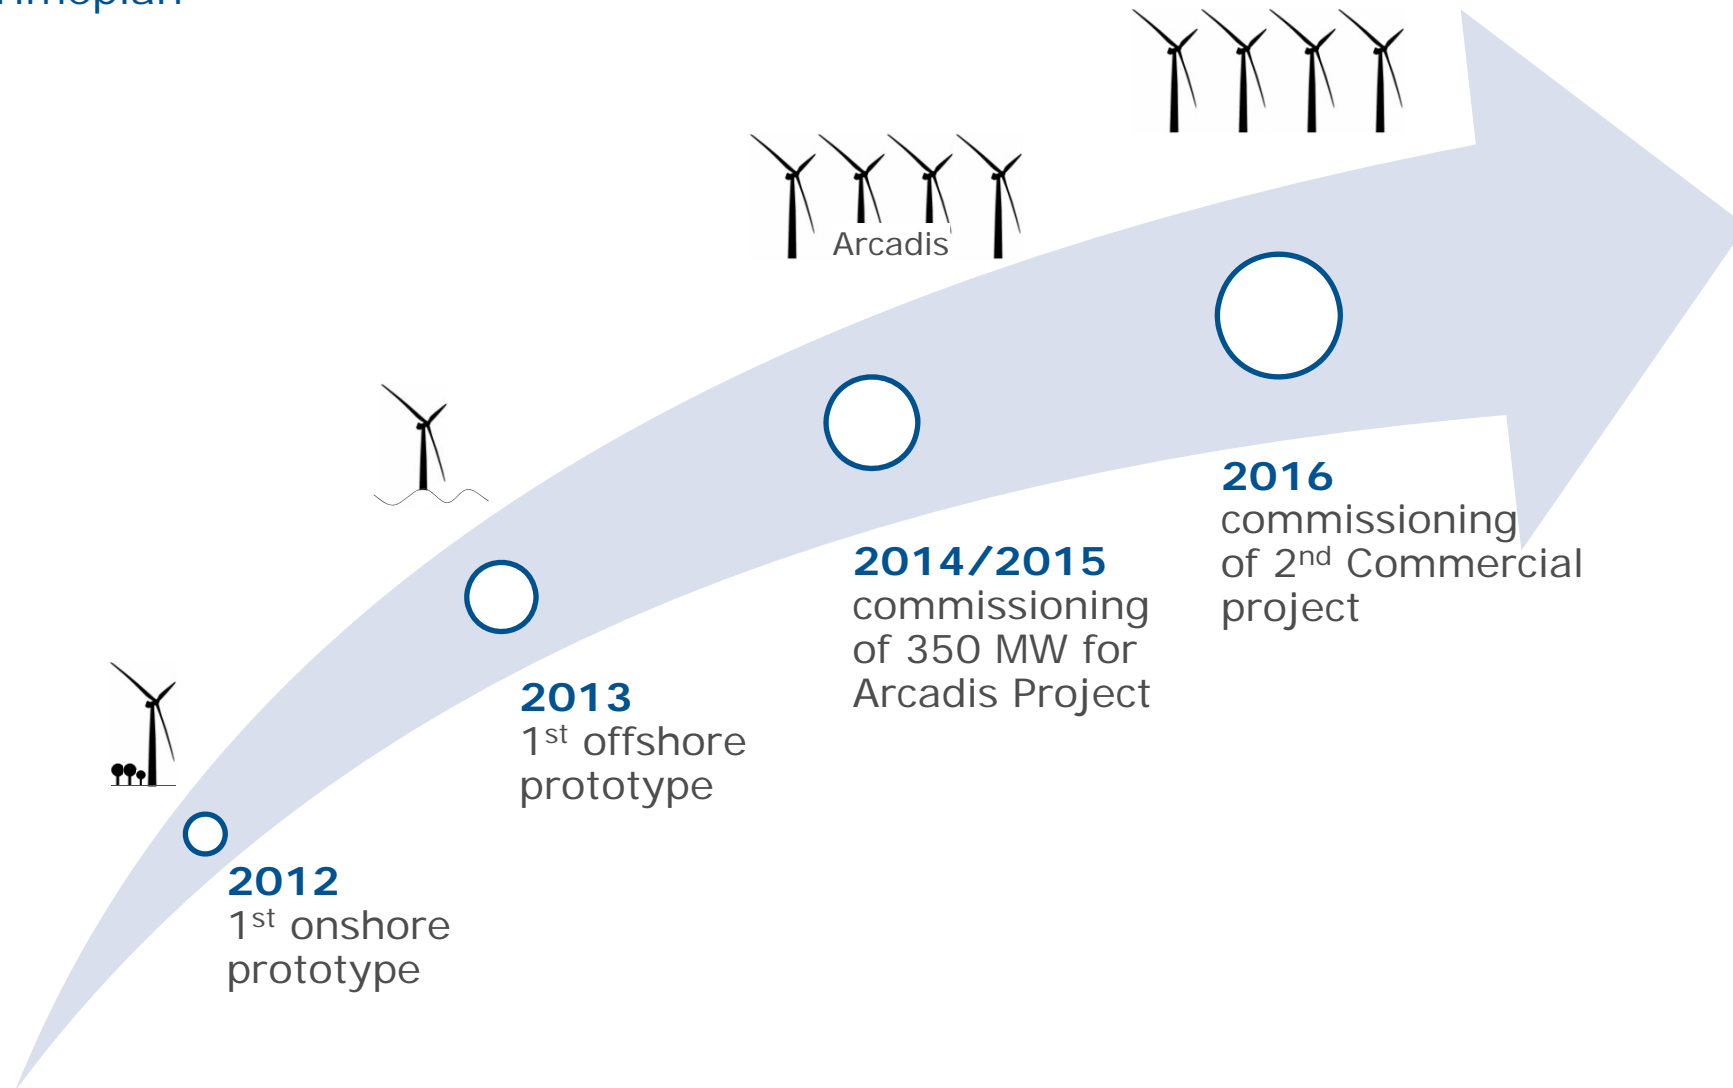 Timeplan
Arcadis
2016
commissioning
of 2nd Commercial
project
2014/2015
commissioning
of 350 MW for
Arcadis Project
2013
1st offshore
prototype
2012
1st onshore
prototype